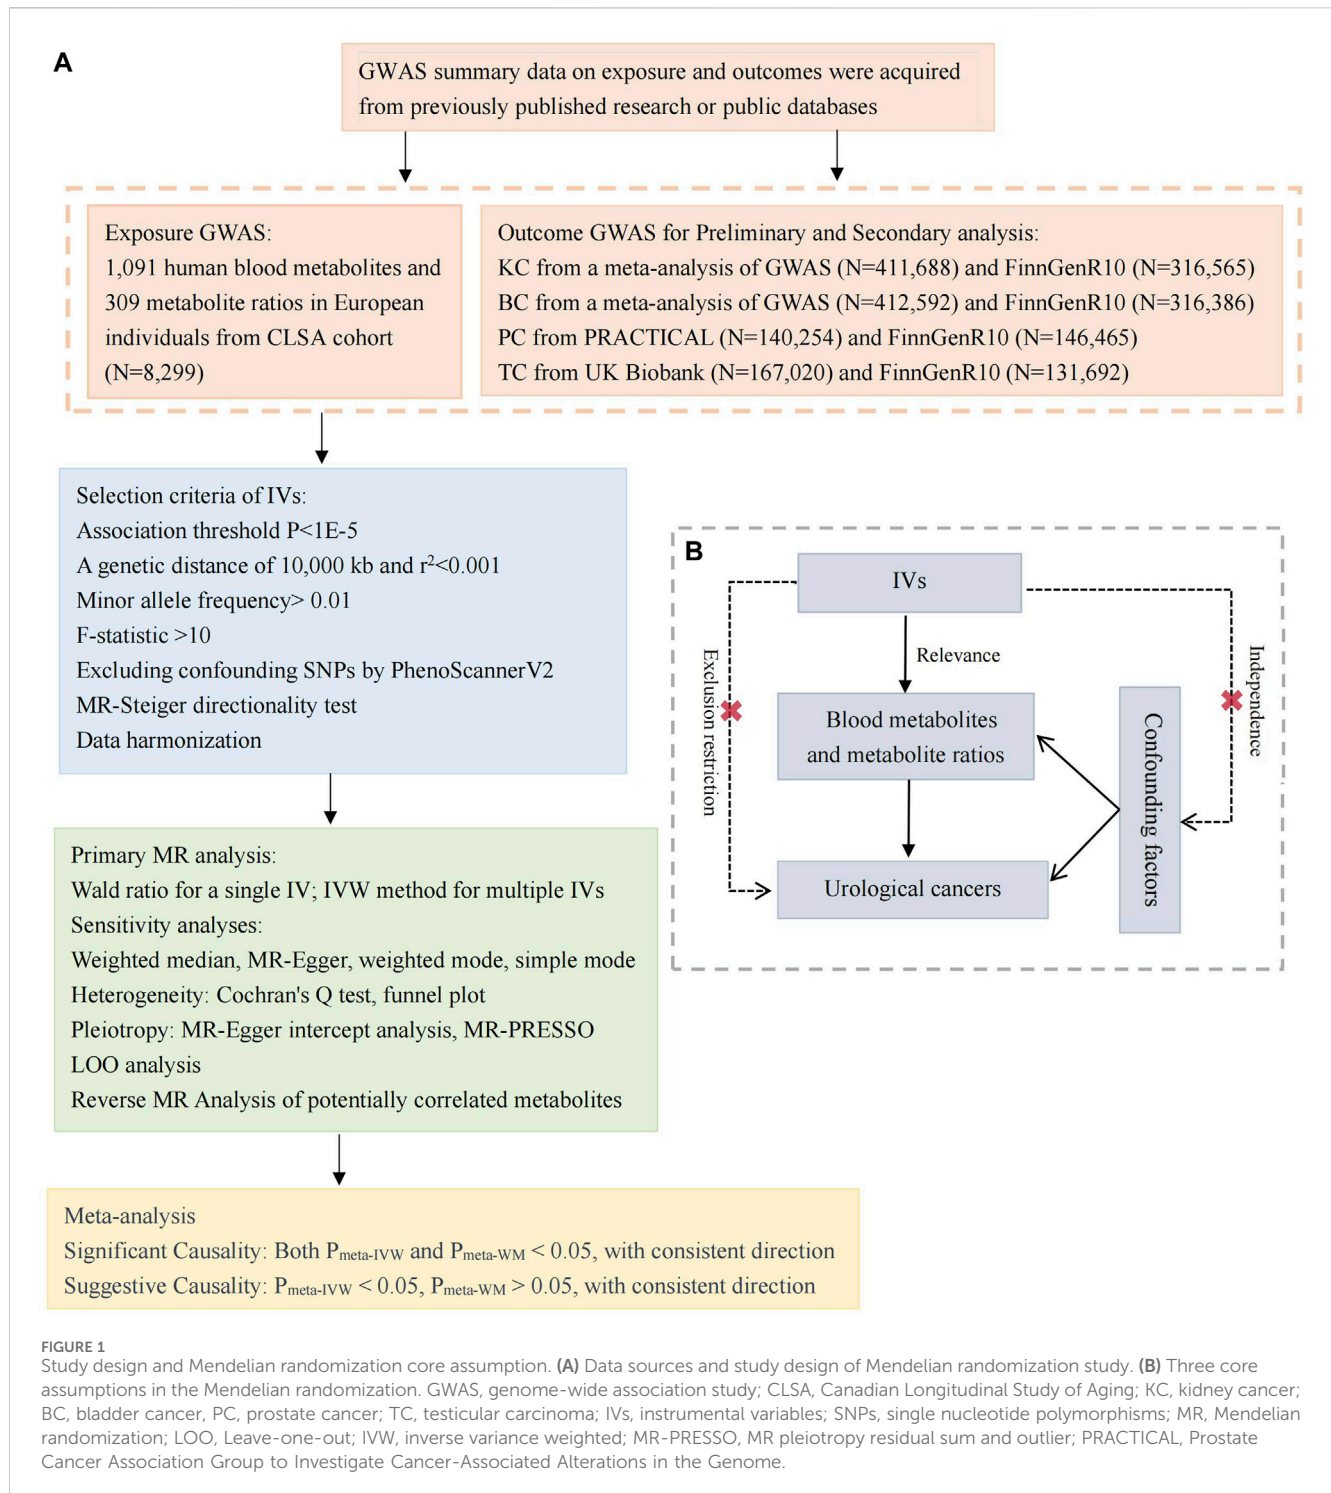 A
GWAS summary data on exposure and outcomes were acquired
from previously published research or public databases
Exposure GWAS:
1,091 human blood metabolites and
309 metabolite ratios in European
individuals from CLSA cohort
(N=8,299)
Outcome GWAS for Preliminary and Secondary analysis:
KC from a meta-analysis of GWAS (N=411,688) and FinnGenR10 (N=316,565)
BC from a meta-analysis of GWAS (N=412,592) and FinnGenR10 (N=316,386)
PC from PRACTICAL (N=140,254) and FinnGenR10 (N=146,465)
TC from UK Biobank (N=167,020) and FinnGenR10 (N=131,692)
Selection criteria of IVs:
Association threshold P<1E-5
A genetic distance of 10,000 kb and r²<0.001
Minor allele frequency> 0.01
F-statistic >10
Excluding confounding SNPs by PhenoScannerV2
MR-Steiger directionality test
Data harmonization
B
IVs
Relevance
Exclusion restriction
Independence
Blood metabolites
and metabolite ratios
Confounding factors
Urological cancers
Primary MR analysis:
Wald ratio for a single IV; IVW method for multiple IVs
Sensitivity analyses:
Weighted median, MR-Egger, weighted mode, simple mode
Heterogeneity: Cochran's Q test, funnel plot
Pleiotropy: MR-Egger intercept analysis, MR-PRESSO
LOO analysis
Reverse MR Analysis of potentially correlated metabolites
Meta-analysis
Significant Causality: Both Pmeta-IVW and Pmeta-WM < 0.05, with consistent direction
Suggestive Causality: Pmeta-IVW < 0.05, Pmeta-WM > 0.05, with consistent direction
FIGURE 1
Study design and Mendelian randomization core assumption. (A) Data sources and study design of Mendelian randomization study. (B) Three core
assumptions in the Mendelian randomization. GWAS, genome-wide association study; CLSA, Canadian Longitudinal Study of Aging; KC, kidney cancer;
BC, bladder cancer, PC, prostate cancer; TC, testicular carcinoma; IVs, instrumental variables; SNPs, single nucleotide polymorphisms; MR, Mendelian
randomization; LOO, Leave-one-out; IVW, inverse variance weighted; MR-PRESSO, MR pleiotropy residual sum and outlier; PRACTICAL, Prostate
Cancer Association Group to Investigate Cancer-Associated Alterations in the Genome.